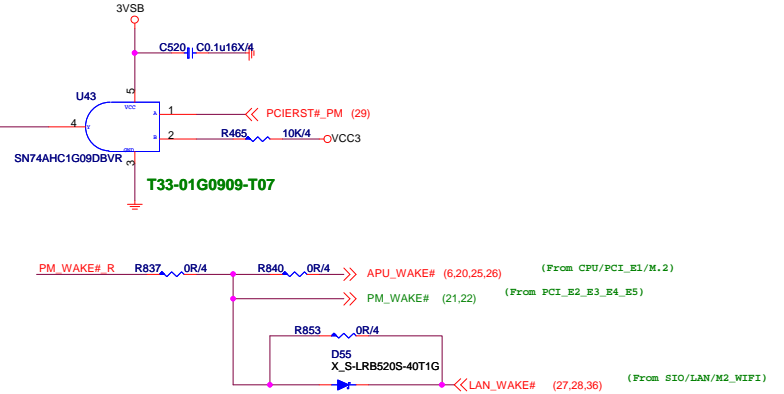 3VSB
C520 C0.1u16X/4
U43
5
VCC
1
A
PCIERST#_PM (29)
4
Y
2
B
R465 10K/4
VCC3
GND
SN74AHC1G09DBVR
3
T33-01G0909-T07
PM_WAKE#_R R837 0R/4 R840 0R/4 APU_WAKE# (6,20,25,26) (From CPU/PCI_E1/M.2)
PM_WAKE# (21,22) (From PCI_E2_E3_E4_E5)
R853 0R/4
D55
X_S-LRB520S-40T1G
LAN_WAKE# (27,28,36) (From SIO/LAN/M2_WIFI)